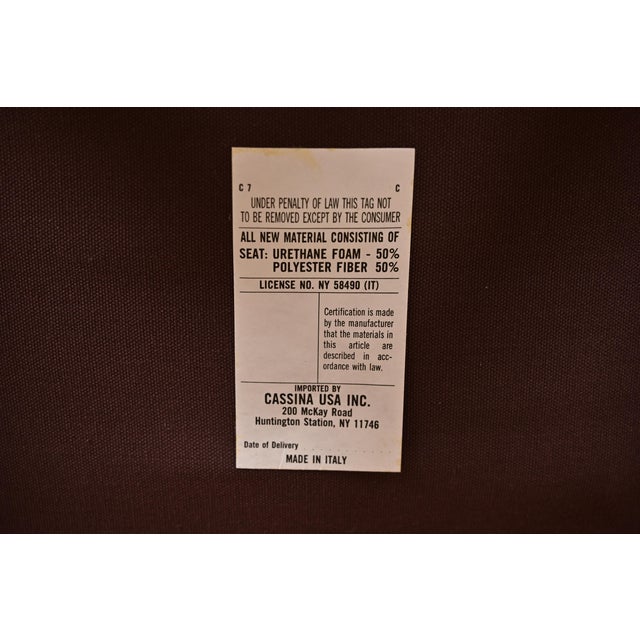 C 7 C
UNDER PENALTY OF LAW THIS TAG NOT
TO BE REMOVED EXCEPT BY THE CONSUMER
ALL NEW MATERIAL CONSISTING OF
SEAT: URETHANE FOAM - 50%
POLYESTER FIBER 50%
LICENSE NO. NY 58490 (IT)
Certification is made
by the manufacturer
that the materials in
this article are
described in acc-
ordance with law.
IMPORTED BY
CASSINA USA INC.
200 McKay Road
Huntington Station, NY 11746
Date of Delivery . . . . . . . . . .
MADE IN ITALY